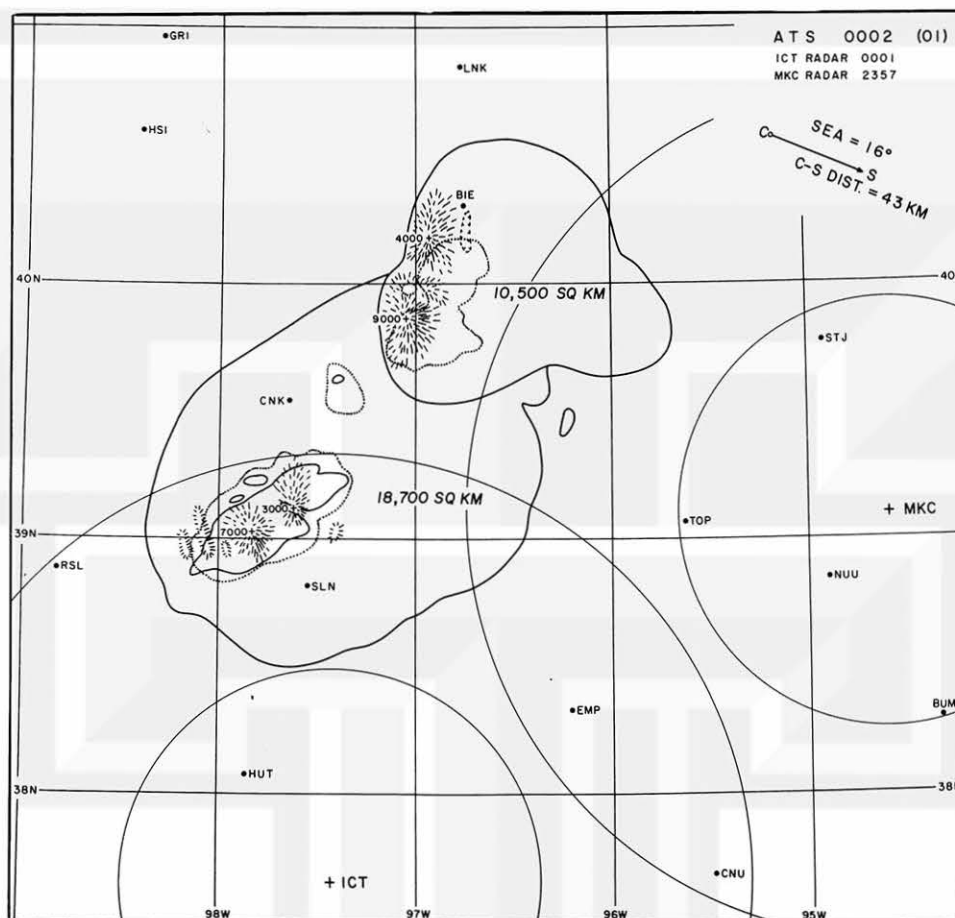 ATS 0002 (01)
ICT RADAR 0001
MKC RADAR 2357
GRI
LNK
HSI
C
SEA = 16°
S
C-S DIST. = 43 KM
BIE
4000
40N
40
10,500 SQ KM
9000
STJ
CNK
18,700 SQ KM
3000
MKC
TOP
7000
39N
RSL
NUU
SLN
EMP
BUM
HUT
38N
38N
CNU
ICT
98W
97W
96W
95W